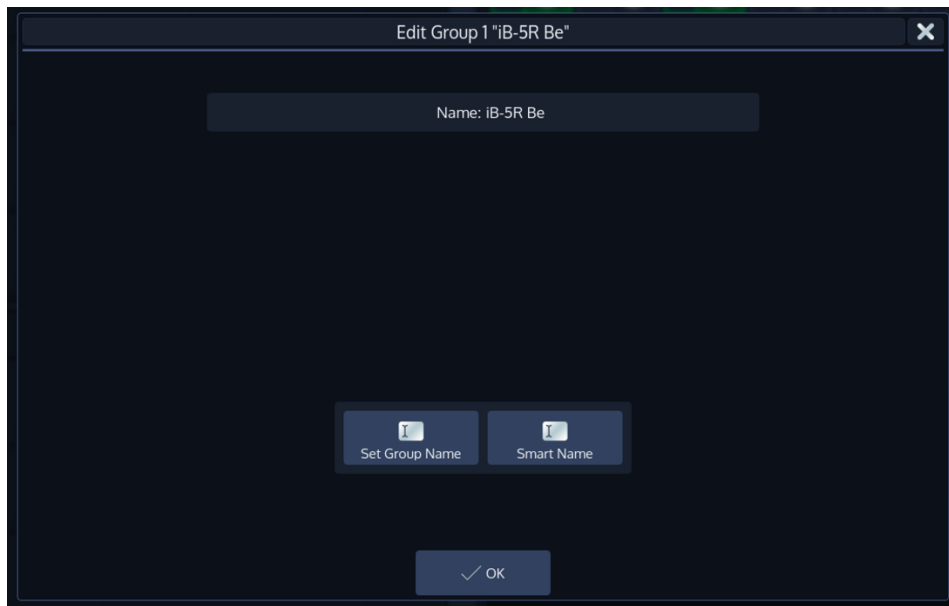 Edit Group 1 "iB-5R Be"
Name: iB-5R Be
Set Group Name
Smart Name
OK